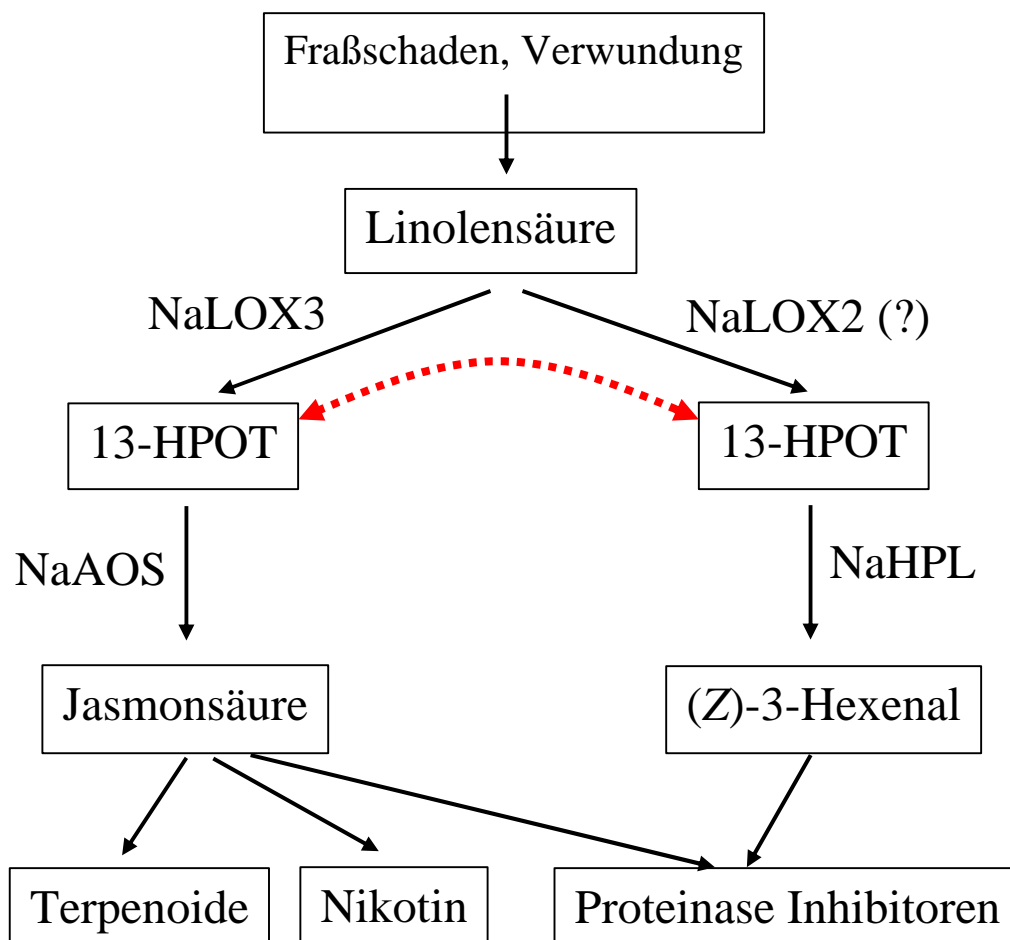 Fraßschaden, Verwundung
Linolensäure
NaLOX3
NaLOX2 (?)
13-HPOT
13-HPOT
NaAOS
NaHPL
Jasmonsäure
(Z)-3-Hexenal
Terpenoide
Nikotin
Proteinase Inhibitoren